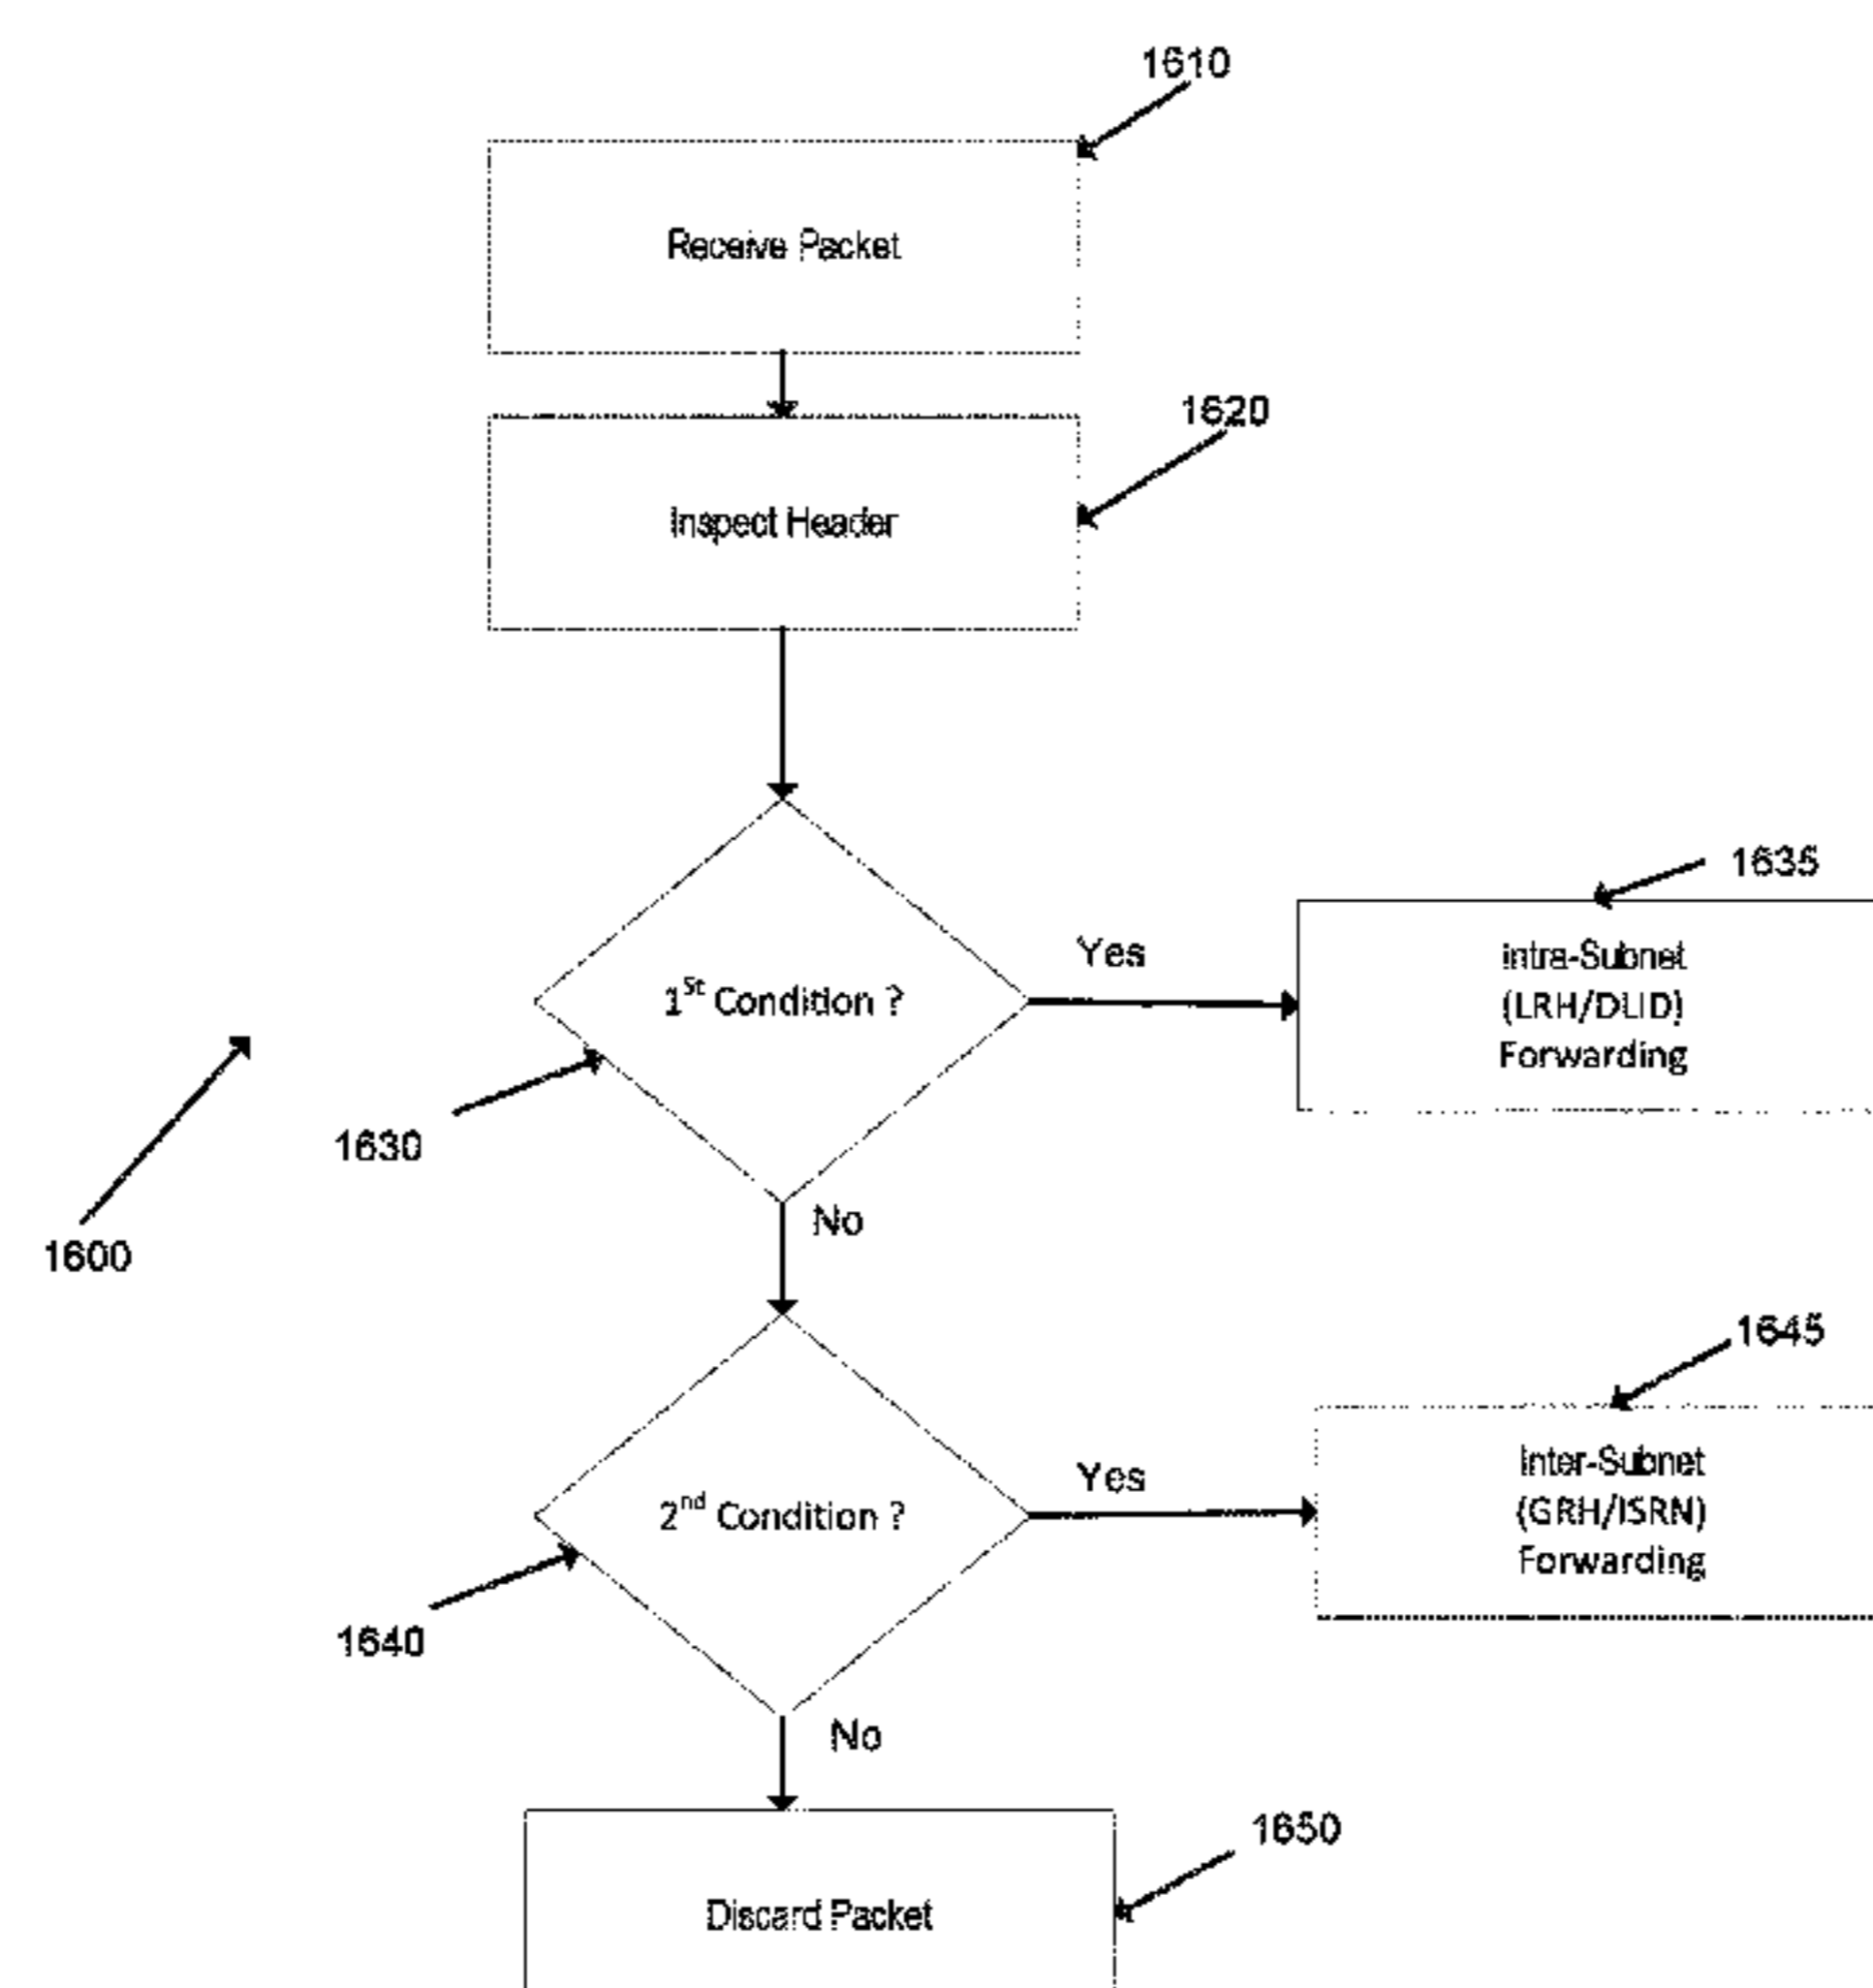 1610
Receive Packet
1620
Inspect Header
1635
Yes
intra-Subnet
(LRH/DLID)
Forwarding
1st Condition ?
1630
No
1600
1645
Yes
Inter-Subnet
(GRH/ISRN)
Forwarding
2nd Condition ?
1640
No
1650
Discard Packet